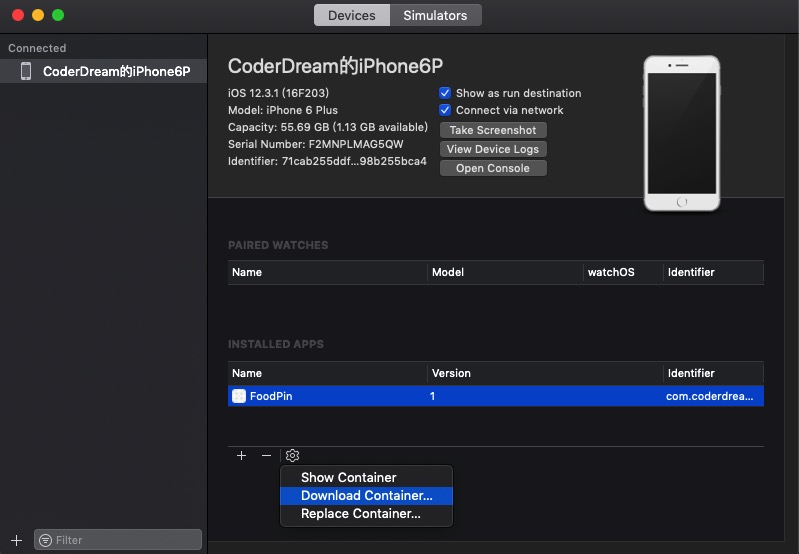 Devices Simulators
Connected
CoderDream的iPhone6P
CoderDream的iPhone6P
iOS 12.3.1 (16F203)
Model: iPhone 6 Plus
Capacity: 55.69 GB (1.13 GB available)
Serial Number: F2MNPLMAG5QW
Identifier: 71cab255ddf...98b255bca4
Show as run destination
Connect via network
Take Screenshot
View Device Logs
Open Console
PAIRED WATCHES
Name Model watchOS Identifier
INSTALLED APPS
Name Version Identifier
FoodPin 1 com.coderdrea...
Show Container
Download Container...
Replace Container...
Filter